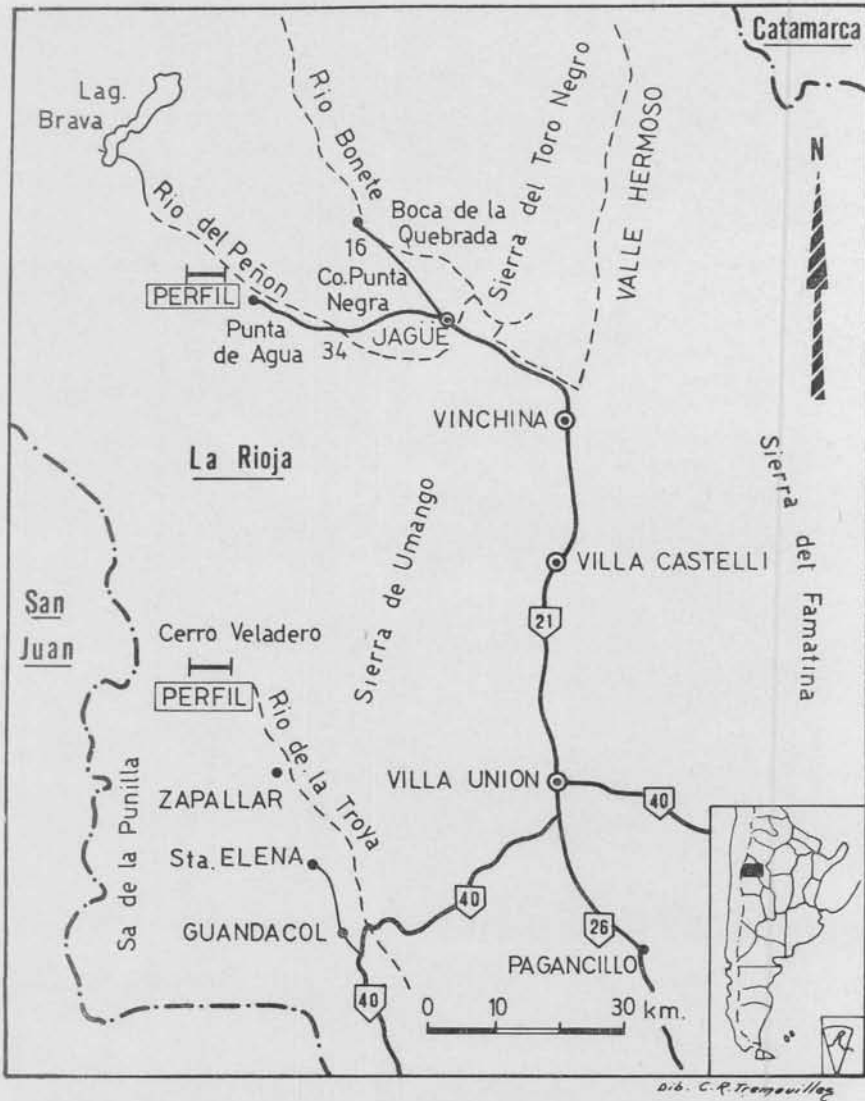 Catamarca
Lag.
Brava
Rio Bonete
Sierra del Toro Negro
VALLE HERMOSO
N
Rio del Peñon
Boca de la
Quebrada
16
Co. Punta
Negra
PERFIL
Punta
de Agua
34
JAGÜE
VINCHINA
La Rioja
Sierra de Umango
Sierra del Famatina
VILLA CASTELLI
21
San
Juan
Cerro Veladero
PERFIL
Rio de la Troya
ZAPALLAR
VILLA UNION
40
Sa de la Punilla
Sta. ELENA
40
GUANDACOL
26
PAGANCILLO
40
0 10 30 km.
Dib. C.R. Tremouilles